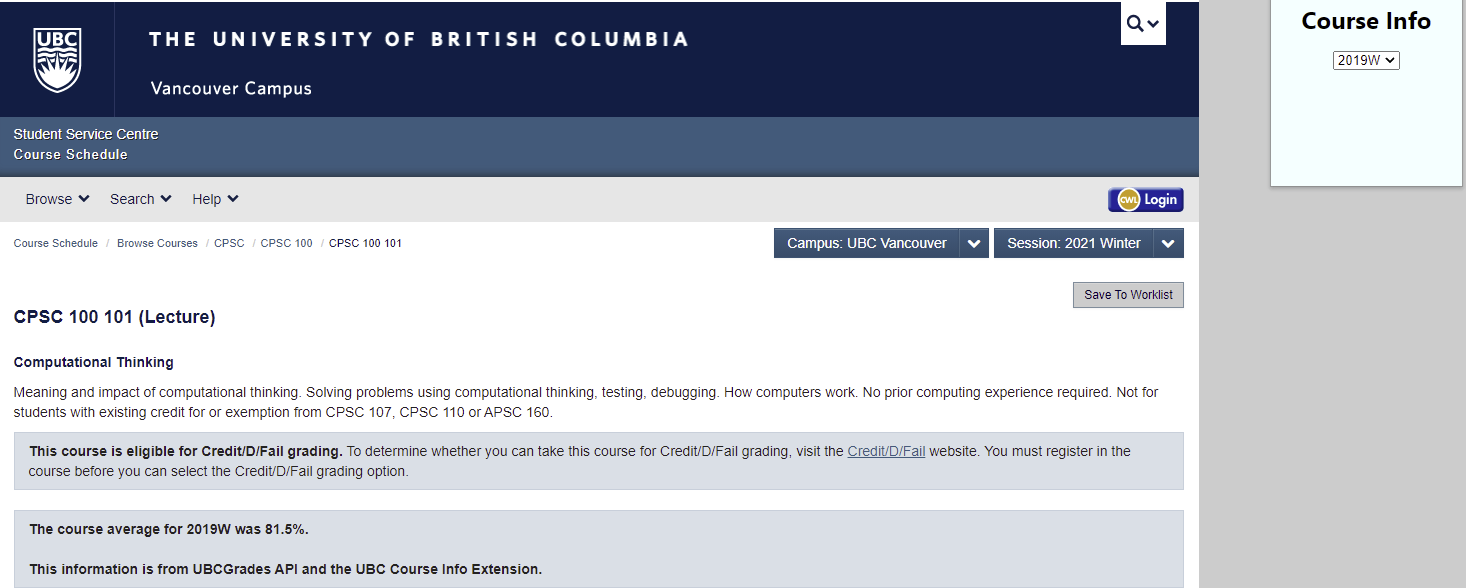 UBC
THE UNIVERSITY OF BRITISH COLUMBIA
Vancouver Campus
Course Info
2019W
Student Service Centre
Course Schedule
Browse Search Help
CWL Login
Course Schedule / Browse Courses / CPSC / CPSC 100 / CPSC 100 101
Campus: UBC Vancouver
Session: 2021 Winter
Save To Worklist
CPSC 100 101 (Lecture)
Computational Thinking
Meaning and impact of computational thinking. Solving problems using computational thinking, testing, debugging. How computers work. No prior computing experience required. Not for
students with existing credit for or exemption from CPSC 107, CPSC 110 or APSC 160.
This course is eligible for Credit/D/Fail grading. To determine whether you can take this course for Credit/D/Fail grading, visit the Credit/D/Fail website. You must register in the
course before you can select the Credit/D/Fail grading option.
The course average for 2019W was 81.5%.
This information is from UBCGrades API and the UBC Course Info Extension.